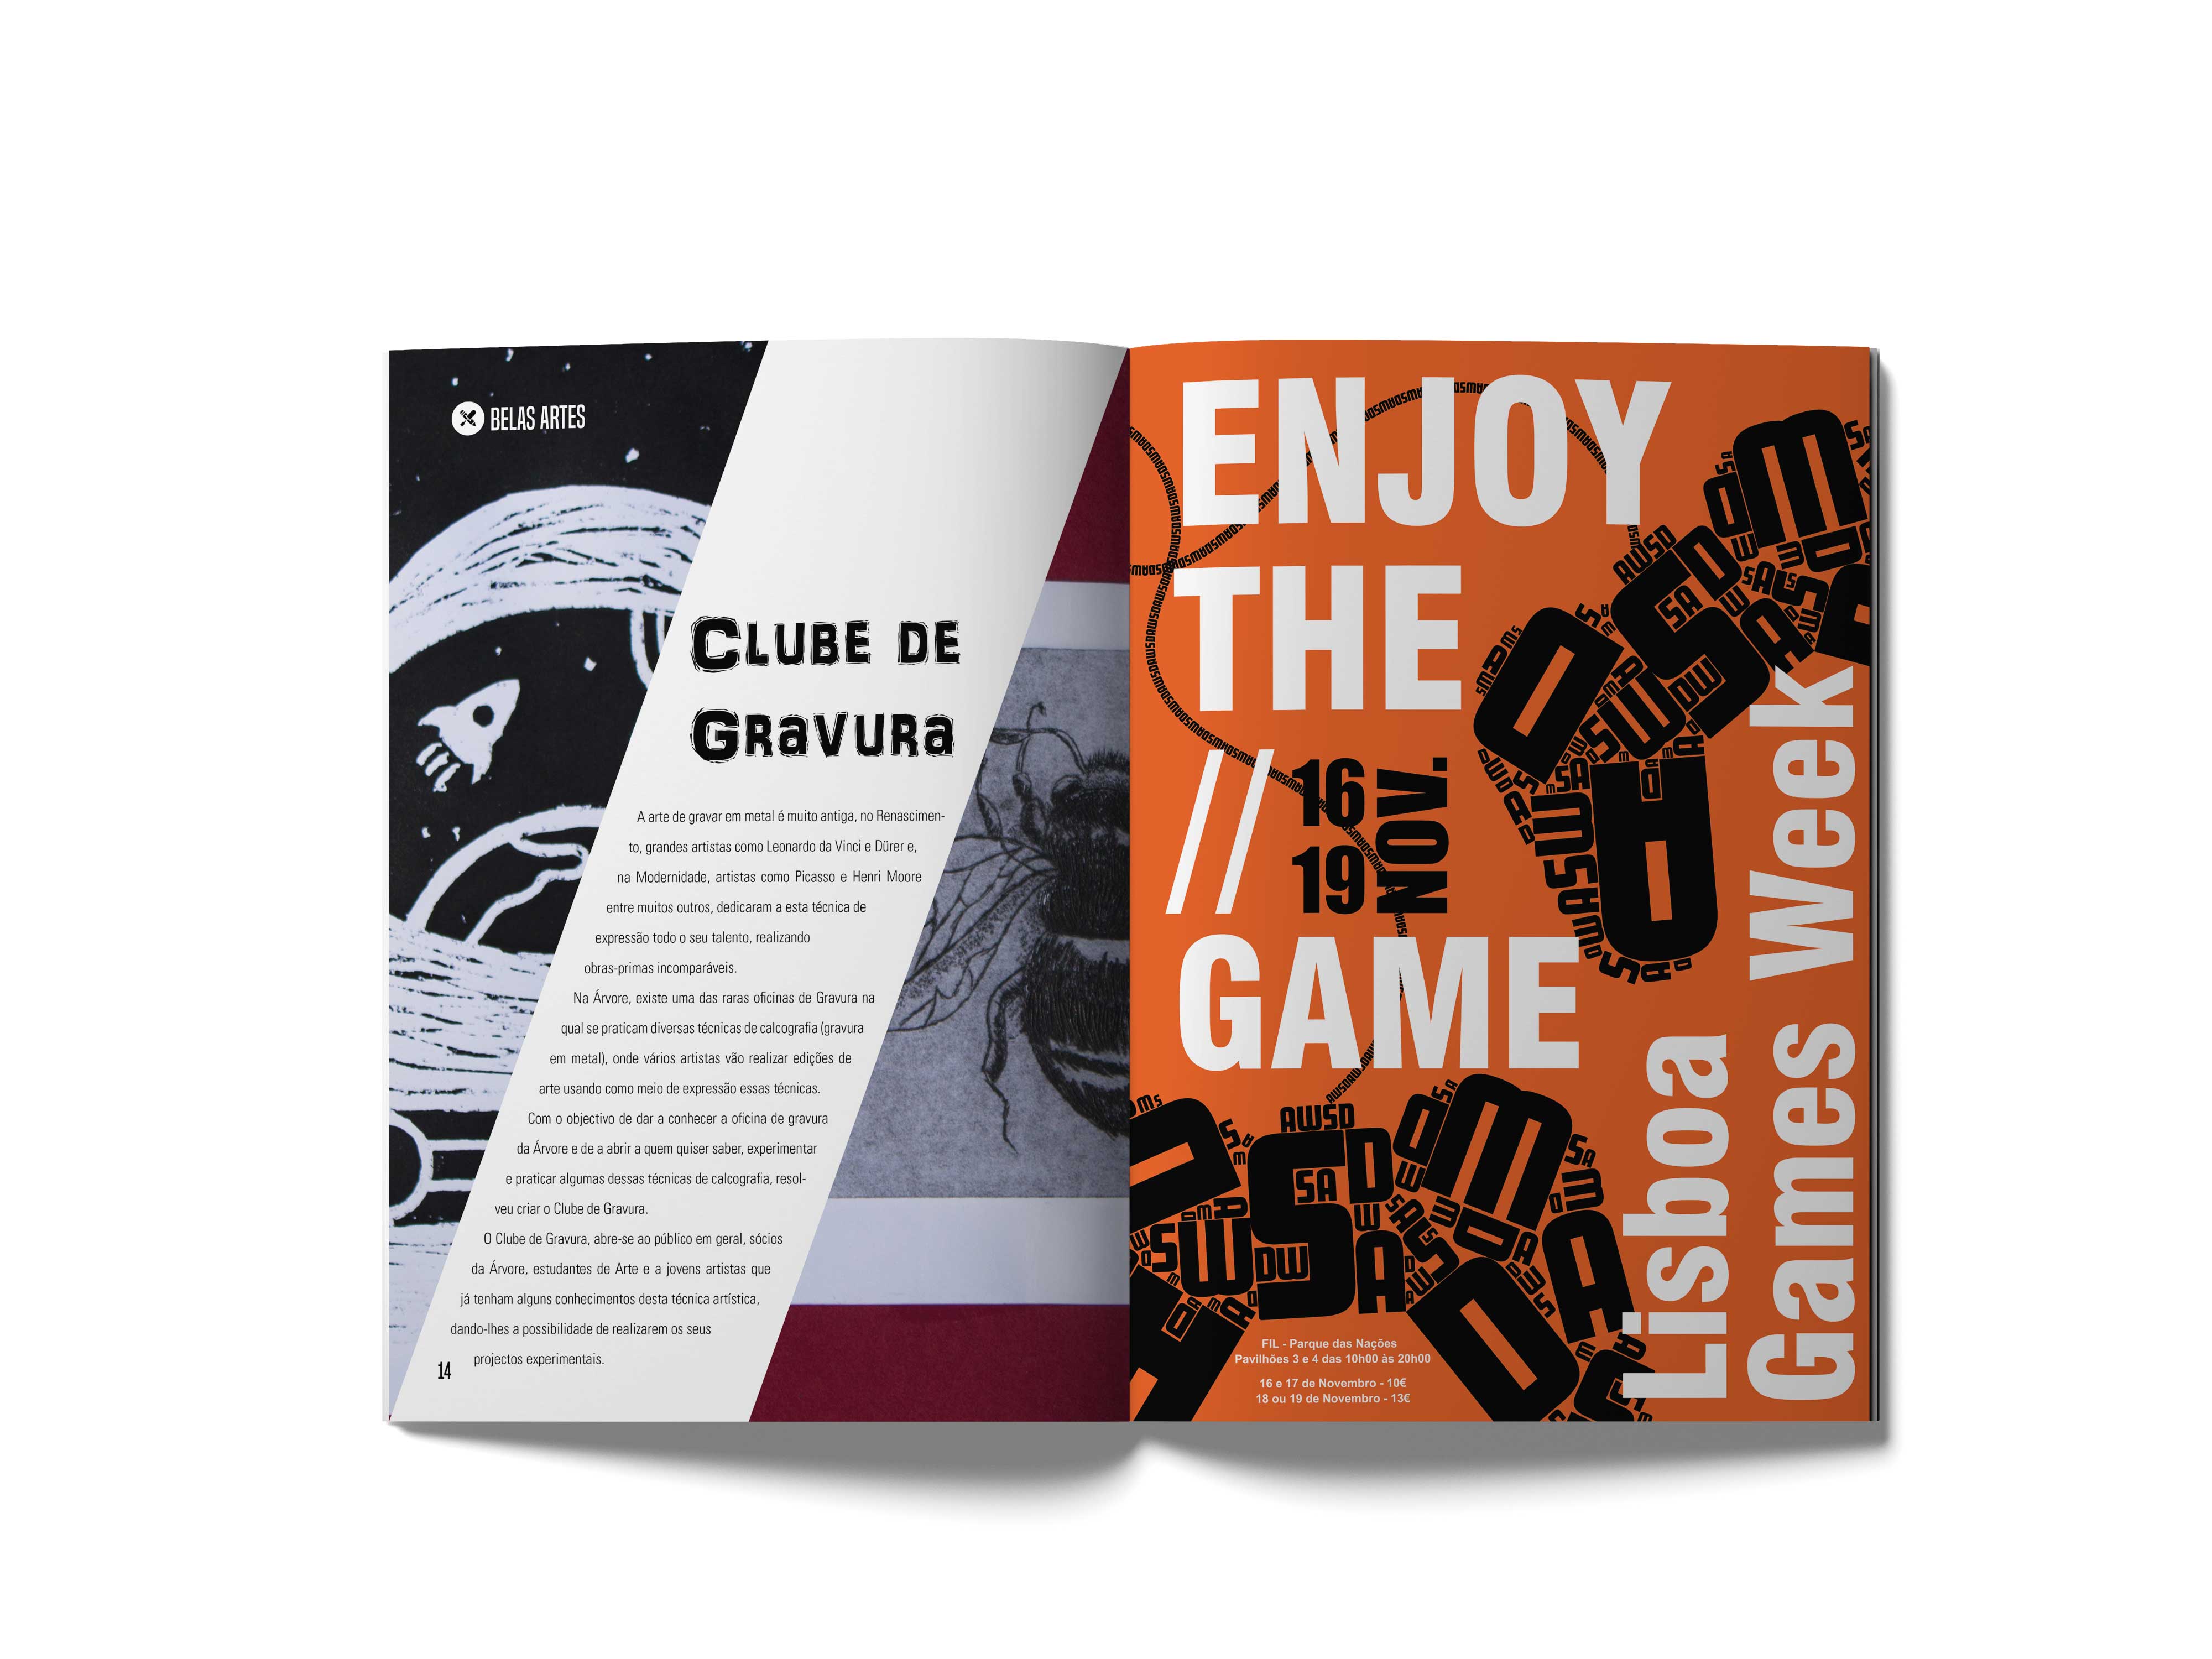 BELAS ARTES
CLUBE DE
GRAVURA
A arte de gravar em metal é muito antiga, no Renascimen-
to, grandes artistas como Leonardo da Vinci e Dürer e,
na Modernidade, artistas como Picasso e Henri Moore
entre muitos outros, dedicaram a esta técnica de
expressão todo o seu talento, realizando
obras-primas incomparáveis.
Na Árvore, existe uma das raras oficinas de Gravura na
qual se praticam diversas técnicas de calcografia (gravura
em metal), onde vários artistas vão realizar edições de
arte usando como meio de expressão essas técnicas.
Com o objectivo de dar a conhecer a oficina de gravura
da Árvore e de a abrir a quem quiser saber, experimentar
e praticar algumas dessas técnicas de calcografia, resol-
veu criar o Clube de Gravura.
O Clube de Gravura, abre-se ao público em geral, sócios
da Árvore, estudantes de Arte e a jovens artistas que
já tenham alguns conhecimentos desta técnica artística,
dando-lhes a possibilidade de realizarem os seus
projectos experimentais.
14
ENJOY
THE
// 16
19
NOV.
GAME
Lisboa
Games Week
AWSD
AWSD
FIL - Parque das Nações
Pavilhões 3 e 4 das 10h00 às 20h00
16 e 17 de Novembro - 10€
18 ou 19 de Novembro - 13€